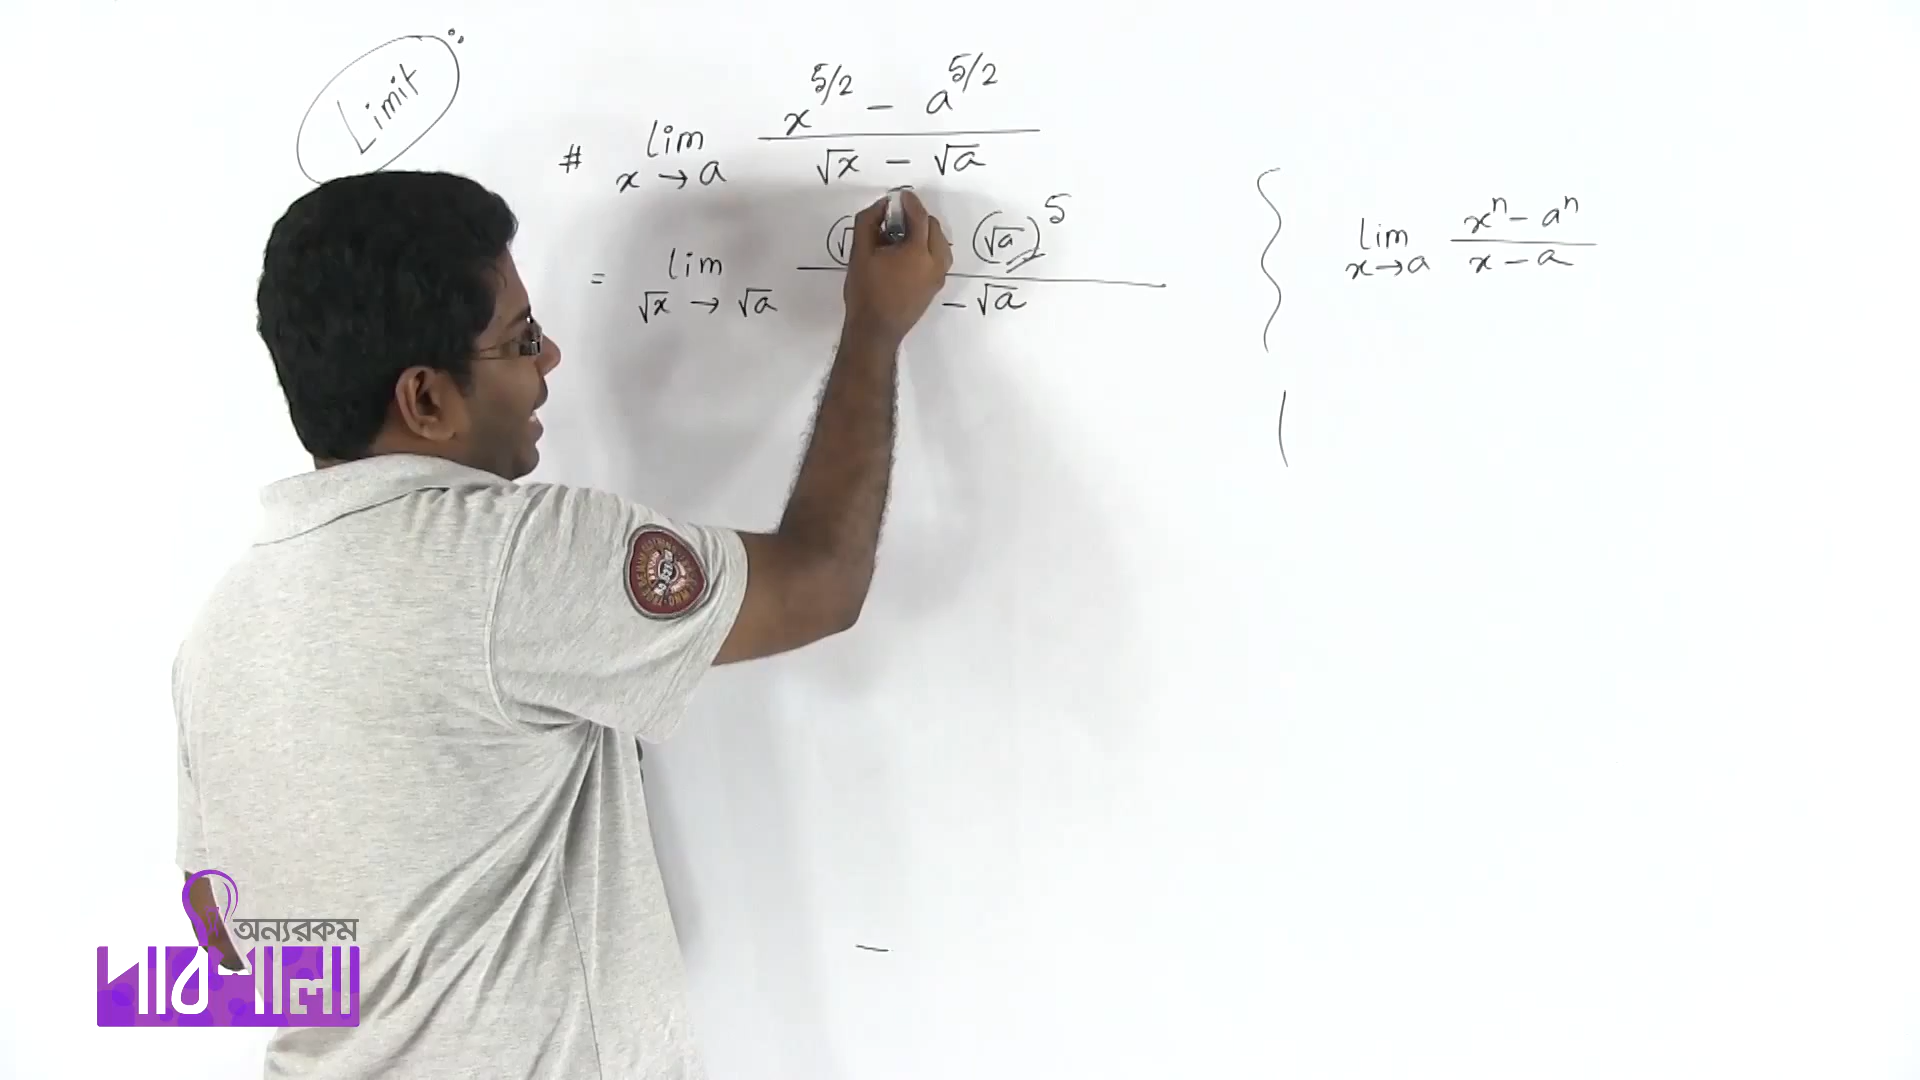 Limit :
# lim x→a x^5/2 − a^5/2 / √x − √a
= lim √x → √a (√ − (√a)^5 / − √a
lim x→a x^n − a^n / x − a
অন্যরকম
পাঠশালা